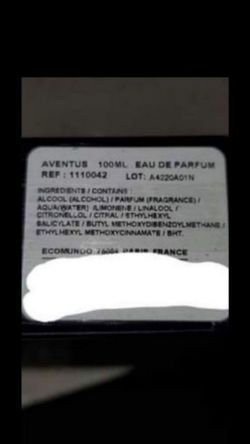 AVENTUS 100ML EAU DE PARFUM
REF : 1110042 LOT: A4220A01N
INGREDIENTS / CONTAINS :
ALCOOL (ALCOHOL) / PARFUM (FRAGRANCE) /
AQUA(WATER) /LIMONENE / LINALOOL /
CITRONELLOL / CITRAL / ETHYLHEXYL
SALICYLATE / BUTYL METHOXYDIBENZOYLMETHANE /
ETHYLHEXYL METHOXYCINNAMATE / BHT.
ECOMUNDO 75001 PARIS FRANCE